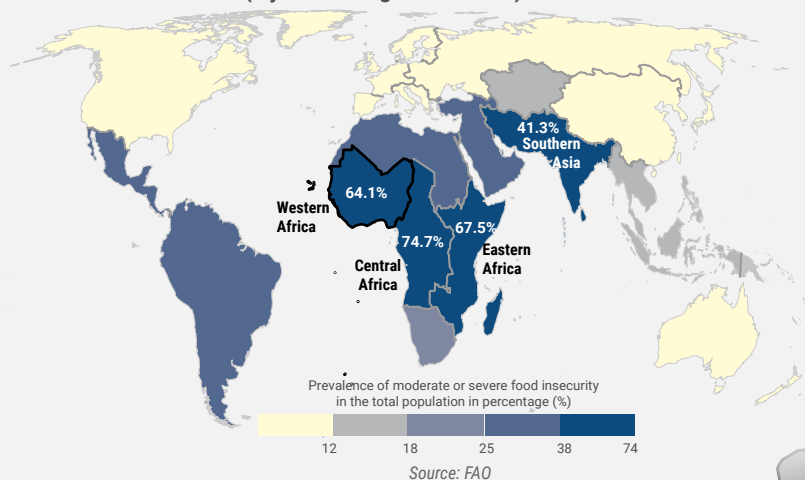 41.3%
Southern
Asia
64.1%
Western
Africa
67.5%
74.7%
Eastern
Africa
Central
Africa
Prevalence of moderate or severe food insecurity
in the total population in percentage (%)
12 18 25 38 74
Source: FAO